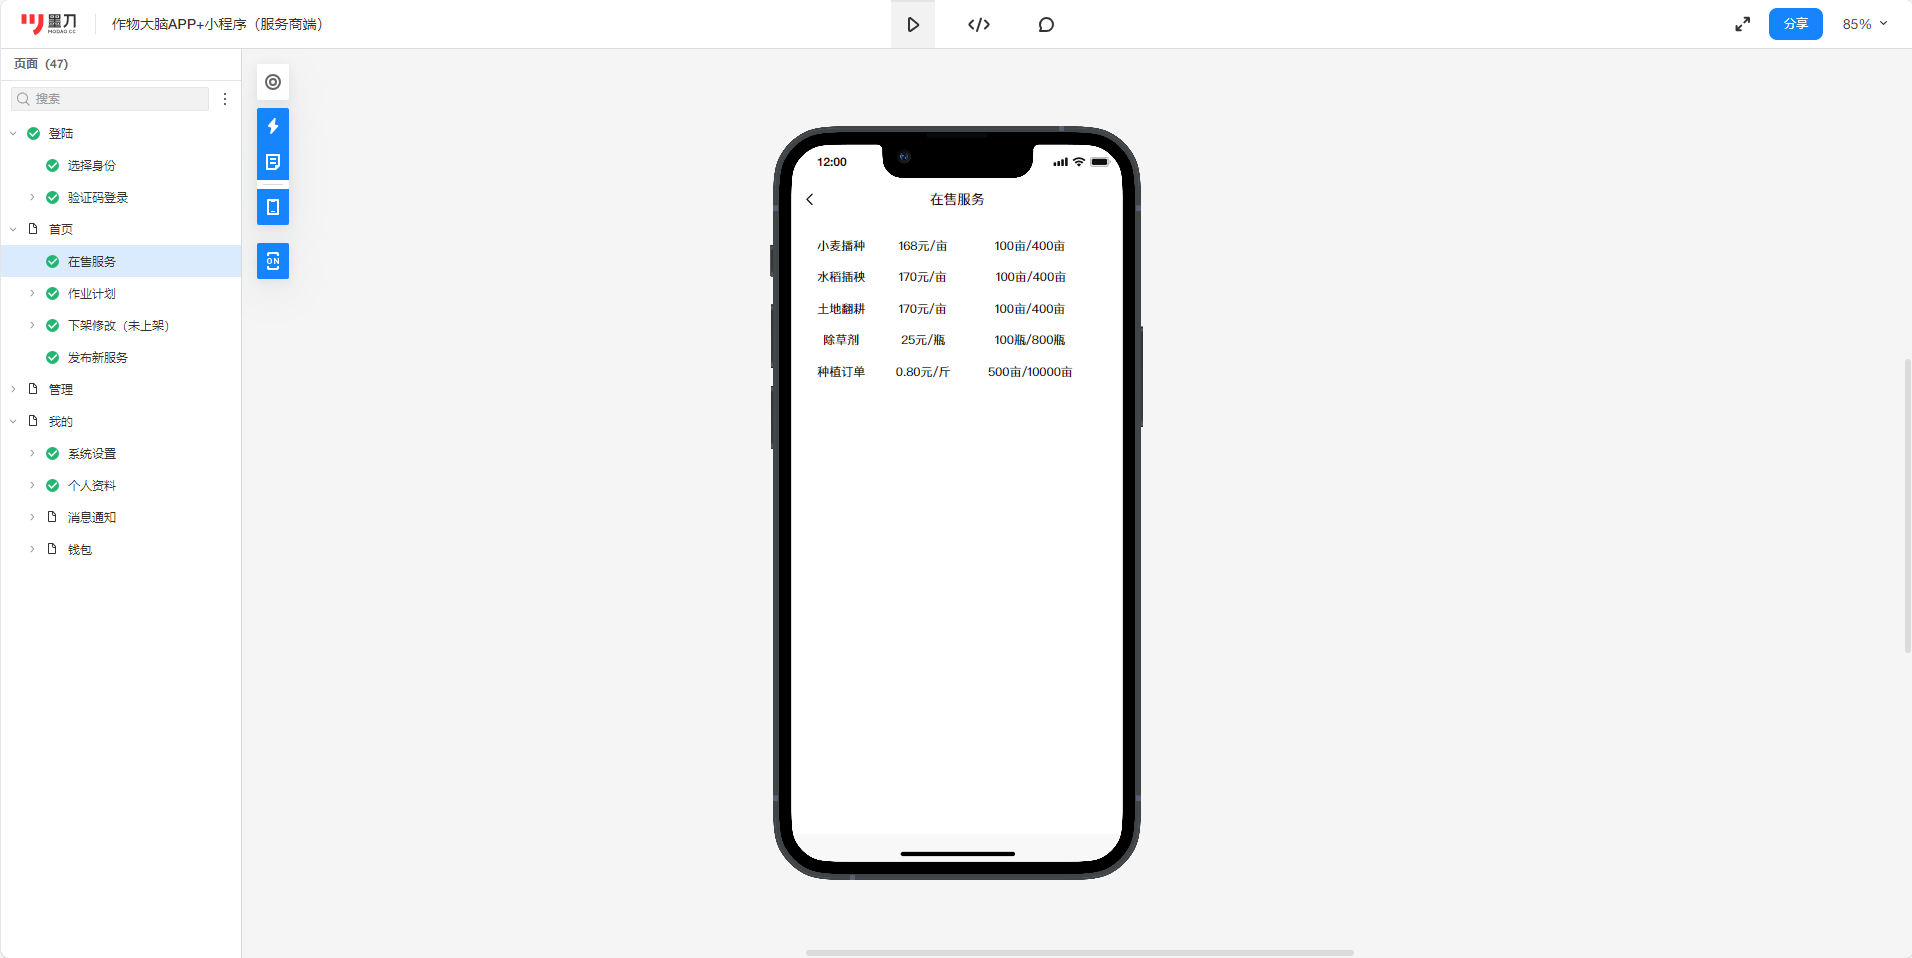 墨刀
MODAO.CC
作物大脑APP+小程序（服务商端）
分享
85%
页面（47）
搜索
登陆
选择身份
验证码登录
首页
在售服务
作业计划
下架修改（未上架）
发布新服务
管理
我的
系统设置
个人资料
消息通知
钱包
ON
12:00
在售服务
小麦播种 168元/亩 100亩/400亩
水稻插秧 170元/亩 100亩/400亩
土地翻耕 170元/亩 100亩/400亩
除草剂 25元/瓶 100瓶/800瓶
种植订单 0.80元/斤 500亩/10000亩